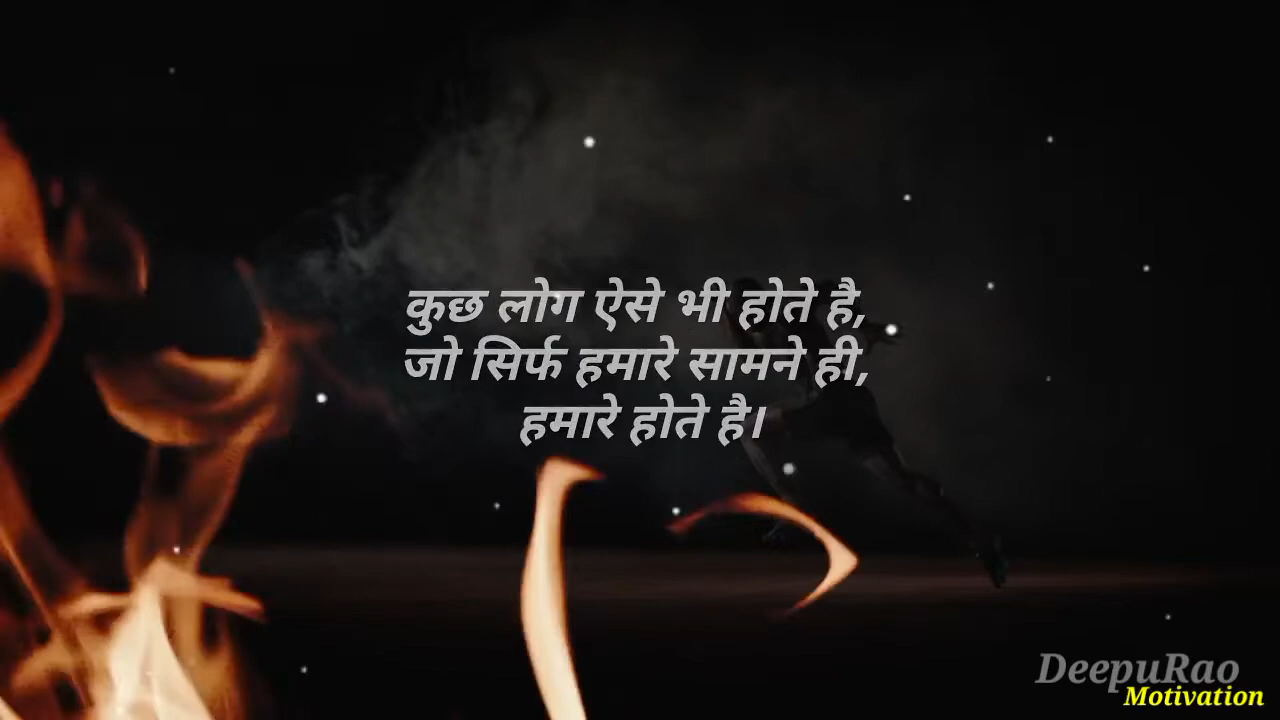 कुछ लोग ऐसे भी होते है,
जो सिर्फ हमारे सामने ही,
हमारे होते है।
DeepuRao
Motivation